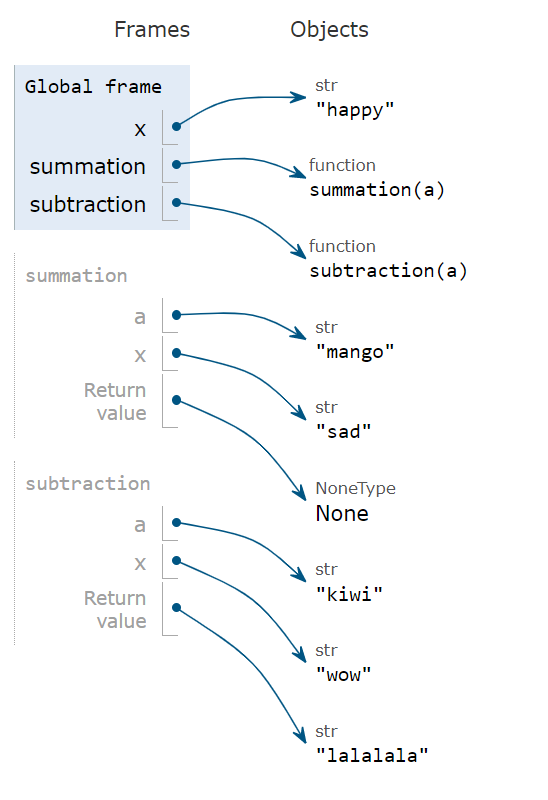 Frames Objects
Global frame
x
summation
subtraction
str
"happy"
function
summation(a)
function
subtraction(a)
summation
a
x
Return
value
str
"mango"
str
"sad"
NoneType
None
subtraction
a
x
Return
value
str
"kiwi"
str
"wow"
str
"lalalala"